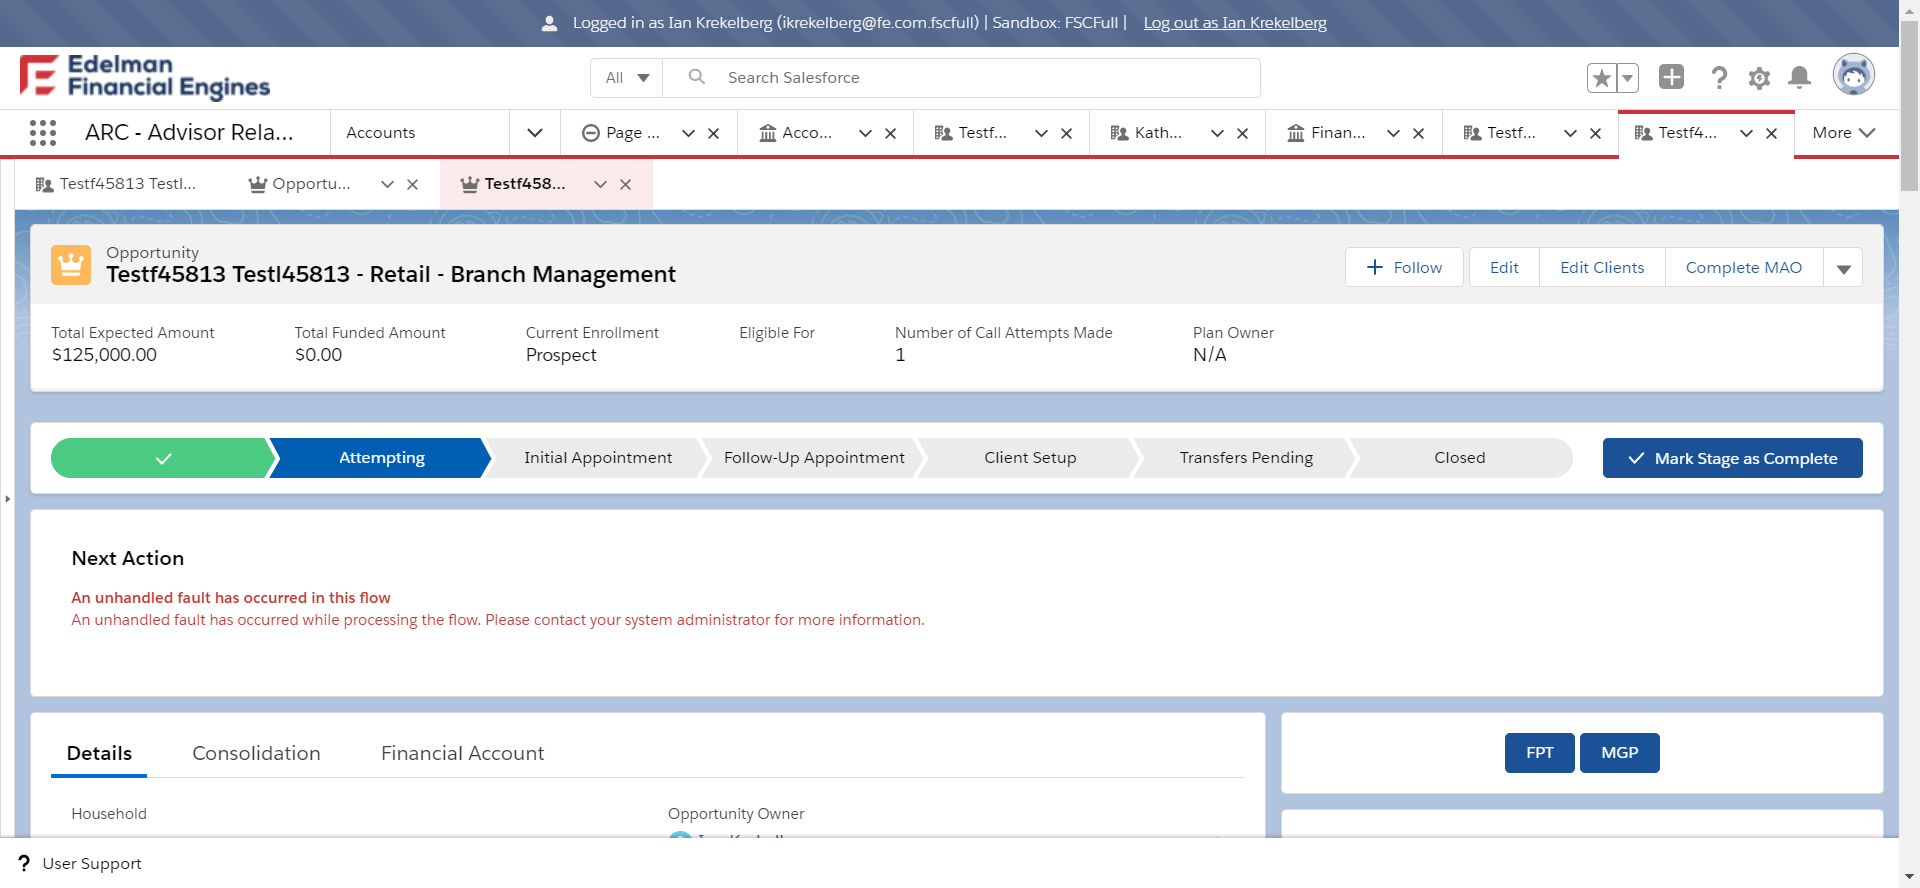 Logged in as Ian Krekelberg (ikrekelberg@fe.com.fscfull) | Sandbox: FSCFull | Log out as Ian Krekelberg
Edelman
Financial Engines
All
Search Salesforce
ARC - Advisor Rela...
Accounts
Page ...
Acco...
Testf...
Kath...
Finan...
Testf...
Testf4...
More
Testf45813 Testl...
Opportu...
Testf458...
Opportunity
Testf45813 Testl45813 - Retail - Branch Management
Follow
Edit
Edit Clients
Complete MAO
Total Expected Amount
Total Funded Amount
Current Enrollment
Eligible For
Number of Call Attempts Made
Plan Owner
$125,000.00
$0.00
Prospect
1
N/A
Attempting
Initial Appointment
Follow-Up Appointment
Client Setup
Transfers Pending
Closed
Mark Stage as Complete
Next Action
An unhandled fault has occurred in this flow
An unhandled fault has occurred while processing the flow. Please contact your system administrator for more information.
Details
Consolidation
Financial Account
FPT
MGP
Household
Opportunity Owner
? User Support